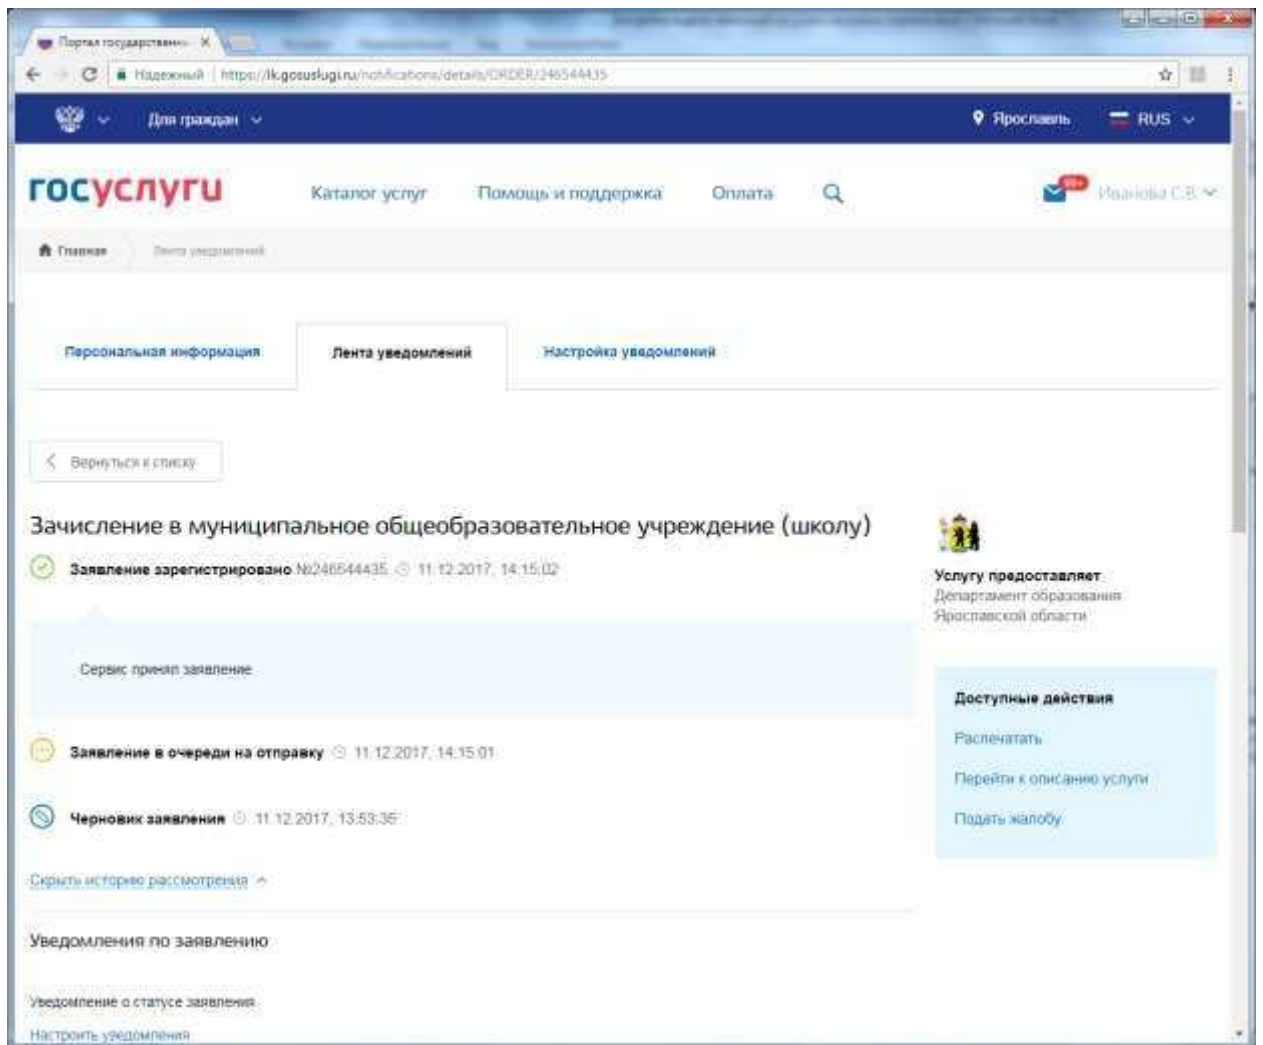 Портал государственн
Надежный https://lk.gosuslugi.ru/notifications/details/ORDER/246544435
Для граждан
Ярославль
RUS
госуслуги
Каталог услуг
Помощь и поддержка
Оплата
99+
Иванова С.В.
Главная
Лента уведомлений
Персональная информация
Лента уведомлений
Настройка уведомлений
Вернуться к списку
Зачисление в муниципальное общеобразовательное учреждение (школу)
Заявление зарегистрировано №246544435 11.12.2017, 14:15:02
Сервис принял заявление
Заявление в очереди на отправку 11.12.2017, 14:15:01
Черновик заявления 11.12.2017, 13:53:35
Скрыть историю рассмотрения
Уведомления по заявлению
Уведомление о статусе заявления
Настроить уведомления
Услугу предоставляет
Департамент образования
Ярославской области
Доступные действия
Распечатать
Перейти к описанию услуги
Подать жалобу